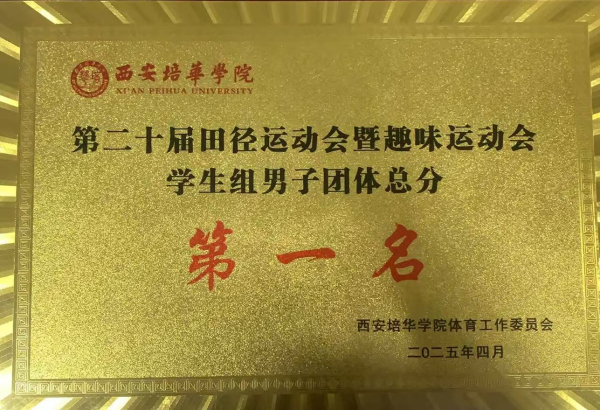 西安培華学院
XI'AN PEIHUA UNIVERSITY
第二十届田径运动会暨趣味运动会
学生组男子团体总分
第一名
西安培华学院体育工作委员会
二〇二五年四月